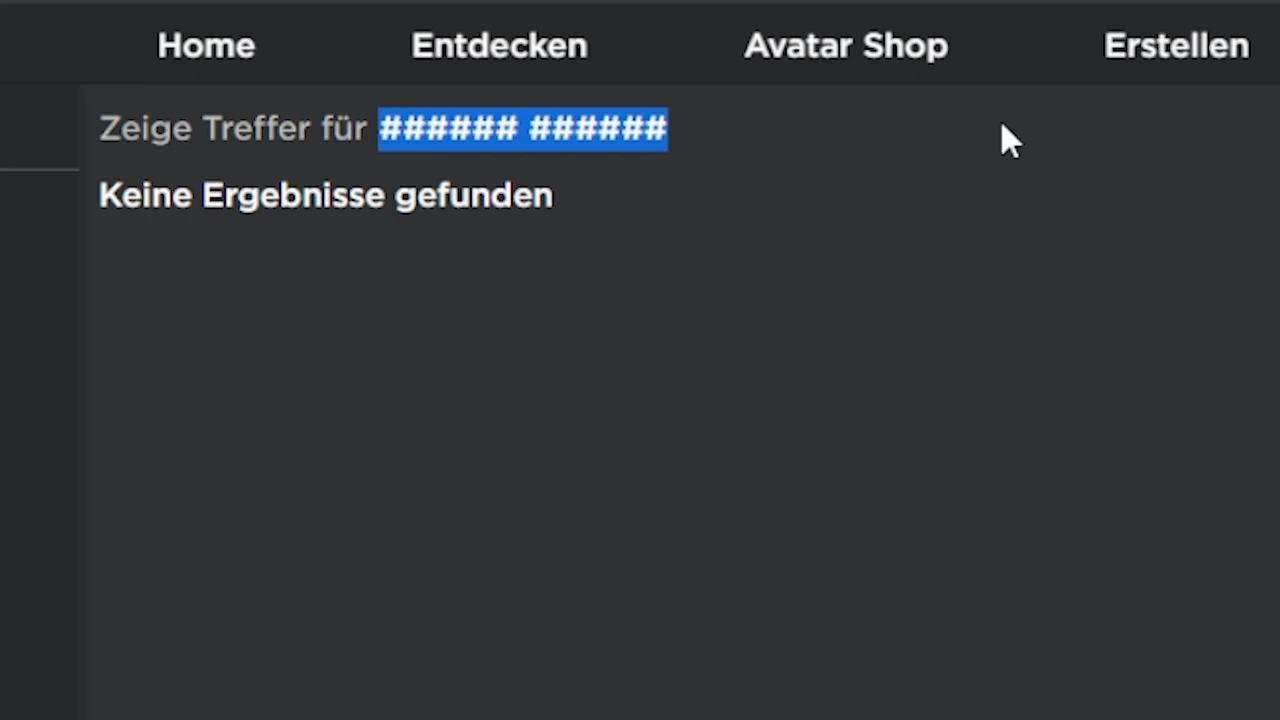 Home Entdecken Avatar Shop Erstellen
Zeige Treffer für ###### ######
Keine Ergebnisse gefunden